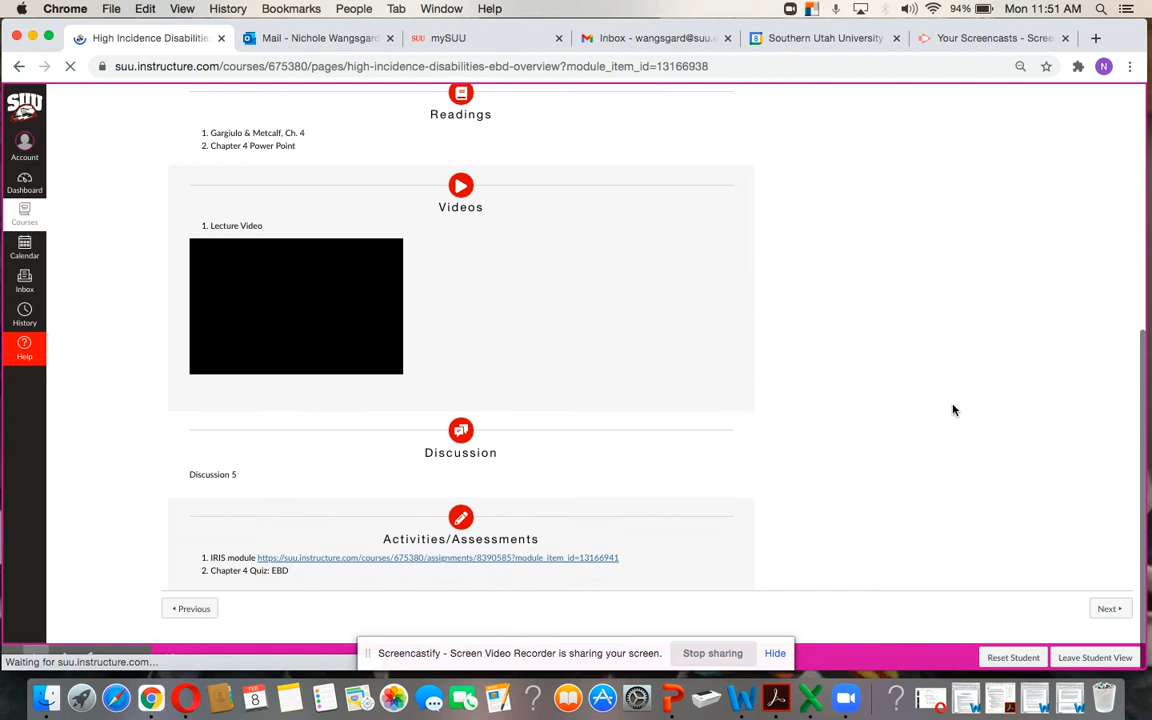 Chrome File Edit View History Bookmarks People Tab Window Help 94% Mon 11:51 AM
High Incidence Disabilitie × Mail - Nichole Wangsgard × SUU mySUU × Inbox - wangsgard@suu.e × 8 Southern Utah University × Your Screencasts - Scree × +
suu.instructure.com/courses/675380/pages/high-incidence-disabilities-ebd-overview?module_item_id=13166938 N
SUU
Account
Dashboard
Courses
Calendar
Inbox
History
Help
Readings
1. Gargiulo & Metcalf, Ch. 4
2. Chapter 4 Power Point
Videos
1. Lecture Video
Discussion
Discussion 5
Activities/Assessments
1. IRIS module https://suu.instructure.com/courses/675380/assignments/8390585?module_item_id=13166941
2. Chapter 4 Quiz: EBD
Previous Next
Screencastify - Screen Video Recorder is sharing your screen. Stop sharing Hide
Reset Student Leave Student View
Waiting for suu.instructure.com...